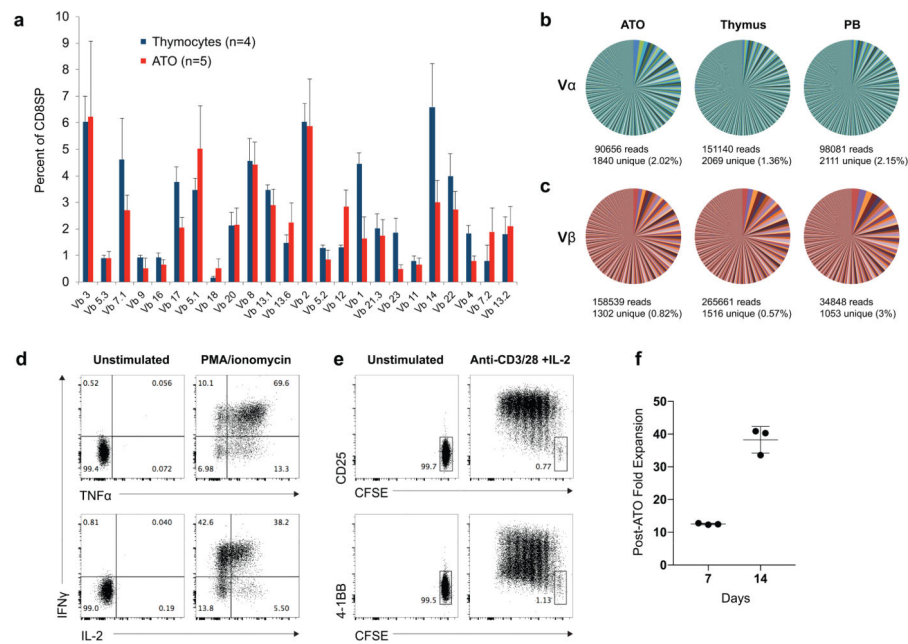 a
Percent of CD8SP
10
9
8
7
6
5
4
3
2
1
0
Thymocytes (n=4)
ATO (n=5)
Vb 3
Vb 5.3
Vb 7.1
Vb 9
Vb 16
Vb 17
Vb 5.1
Vb 18
Vb 20
Vb 8
Vb 13.1
Vb 13.6
Vb 2
Vb 5.2
Vb 12
Vb 1
Vb 21.3
Vb 23
Vb 11
Vb 14
Vb 22
Vb 4
Vb 7.2
Vb 13.2
b
ATO Thymus PB
Vα
90656 reads 151140 reads 98081 reads
1840 unique (2.02%) 2069 unique (1.36%) 2111 unique (2.15%)
c
Vβ
158539 reads 265661 reads 34848 reads
1302 unique (0.82%) 1516 unique (0.57%) 1053 unique (3%)
d
Unstimulated PMA/ionomycin
0.52 0.056 10.1 69.6
99.4 0.072 6.98 13.3
TNFα
0.81 0.040 42.6 38.2
99.0 0.19 13.8 5.50
IFNγ
IL-2
e
Unstimulated Anti-CD3/28 +IL-2
CD25
99.7 0.77
CFSE
4-1BB
99.5 1.13
CFSE
f
Post-ATO Fold Expansion
50
40
30
20
10
0
7 14
Days